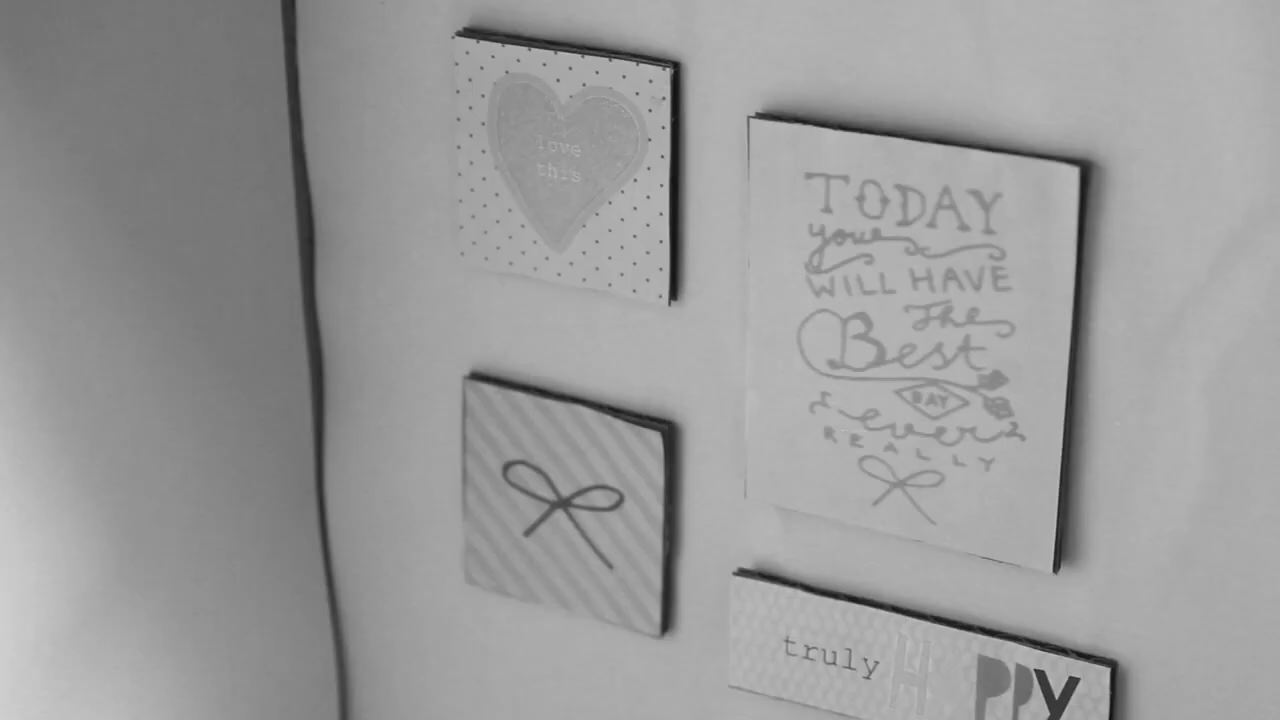 love
this
TODAY
you
WILL HAVE
The
Best
DAY
ever
REALLY
truly H PPY